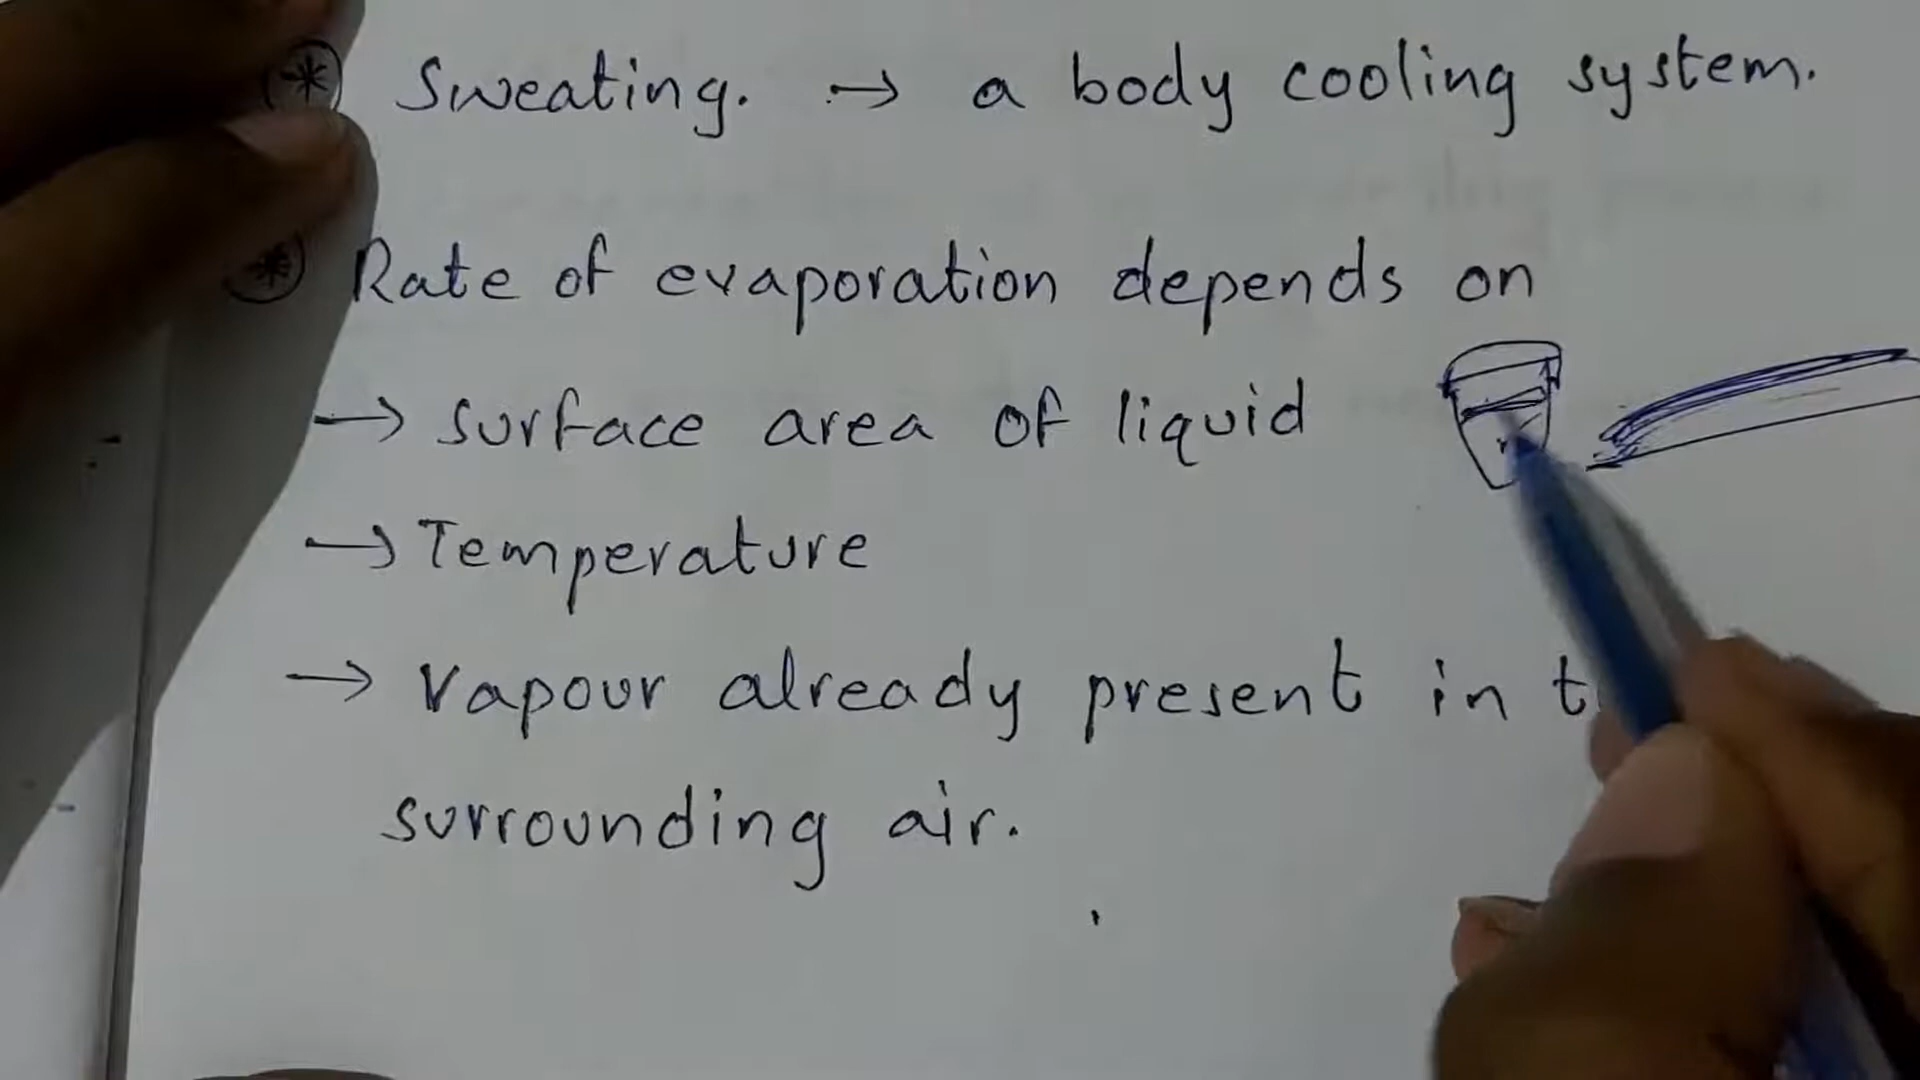 Sweating. → a body cooling system.
Rate of evaporation depends on
→ surface area of liquid
→ Temperature
→ Vapour already present in
surrounding air.